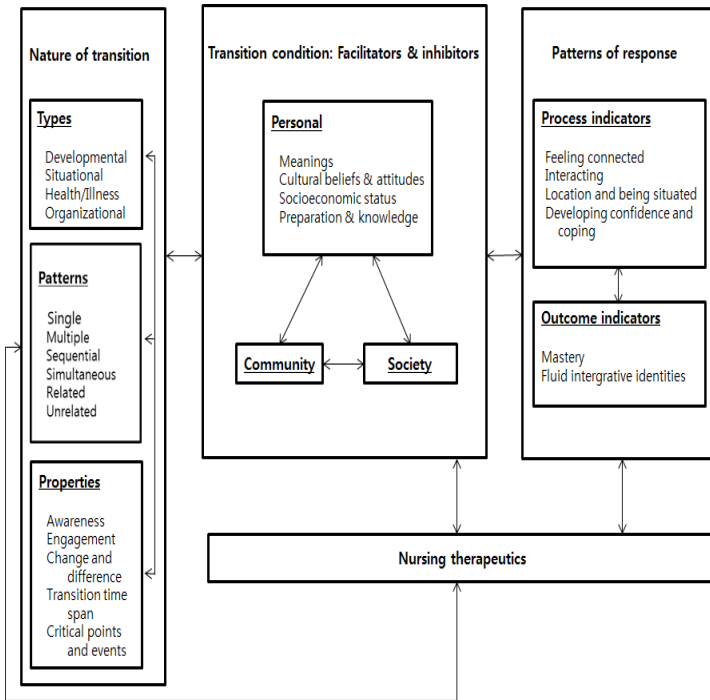 Nature of transition
Types
Developmental
Situational
Health/Illness
Organizational
Patterns
Single
Multiple
Sequential
Simultaneous
Related
Unrelated
Properties
Awareness
Engagement
Change and
difference
Transition time
span
Critical points
and events
Transition condition: Facilitators & inhibitors
Personal
Meanings
Cultural beliefs & attitudes
Socioeconomic status
Preparation & knowledge
Community
Society
Patterns of response
Process indicators
Feeling connected
Interacting
Location and being situated
Developing confidence and
coping
Outcome indicators
Mastery
Fluid intergrative identities
Nursing therapeutics